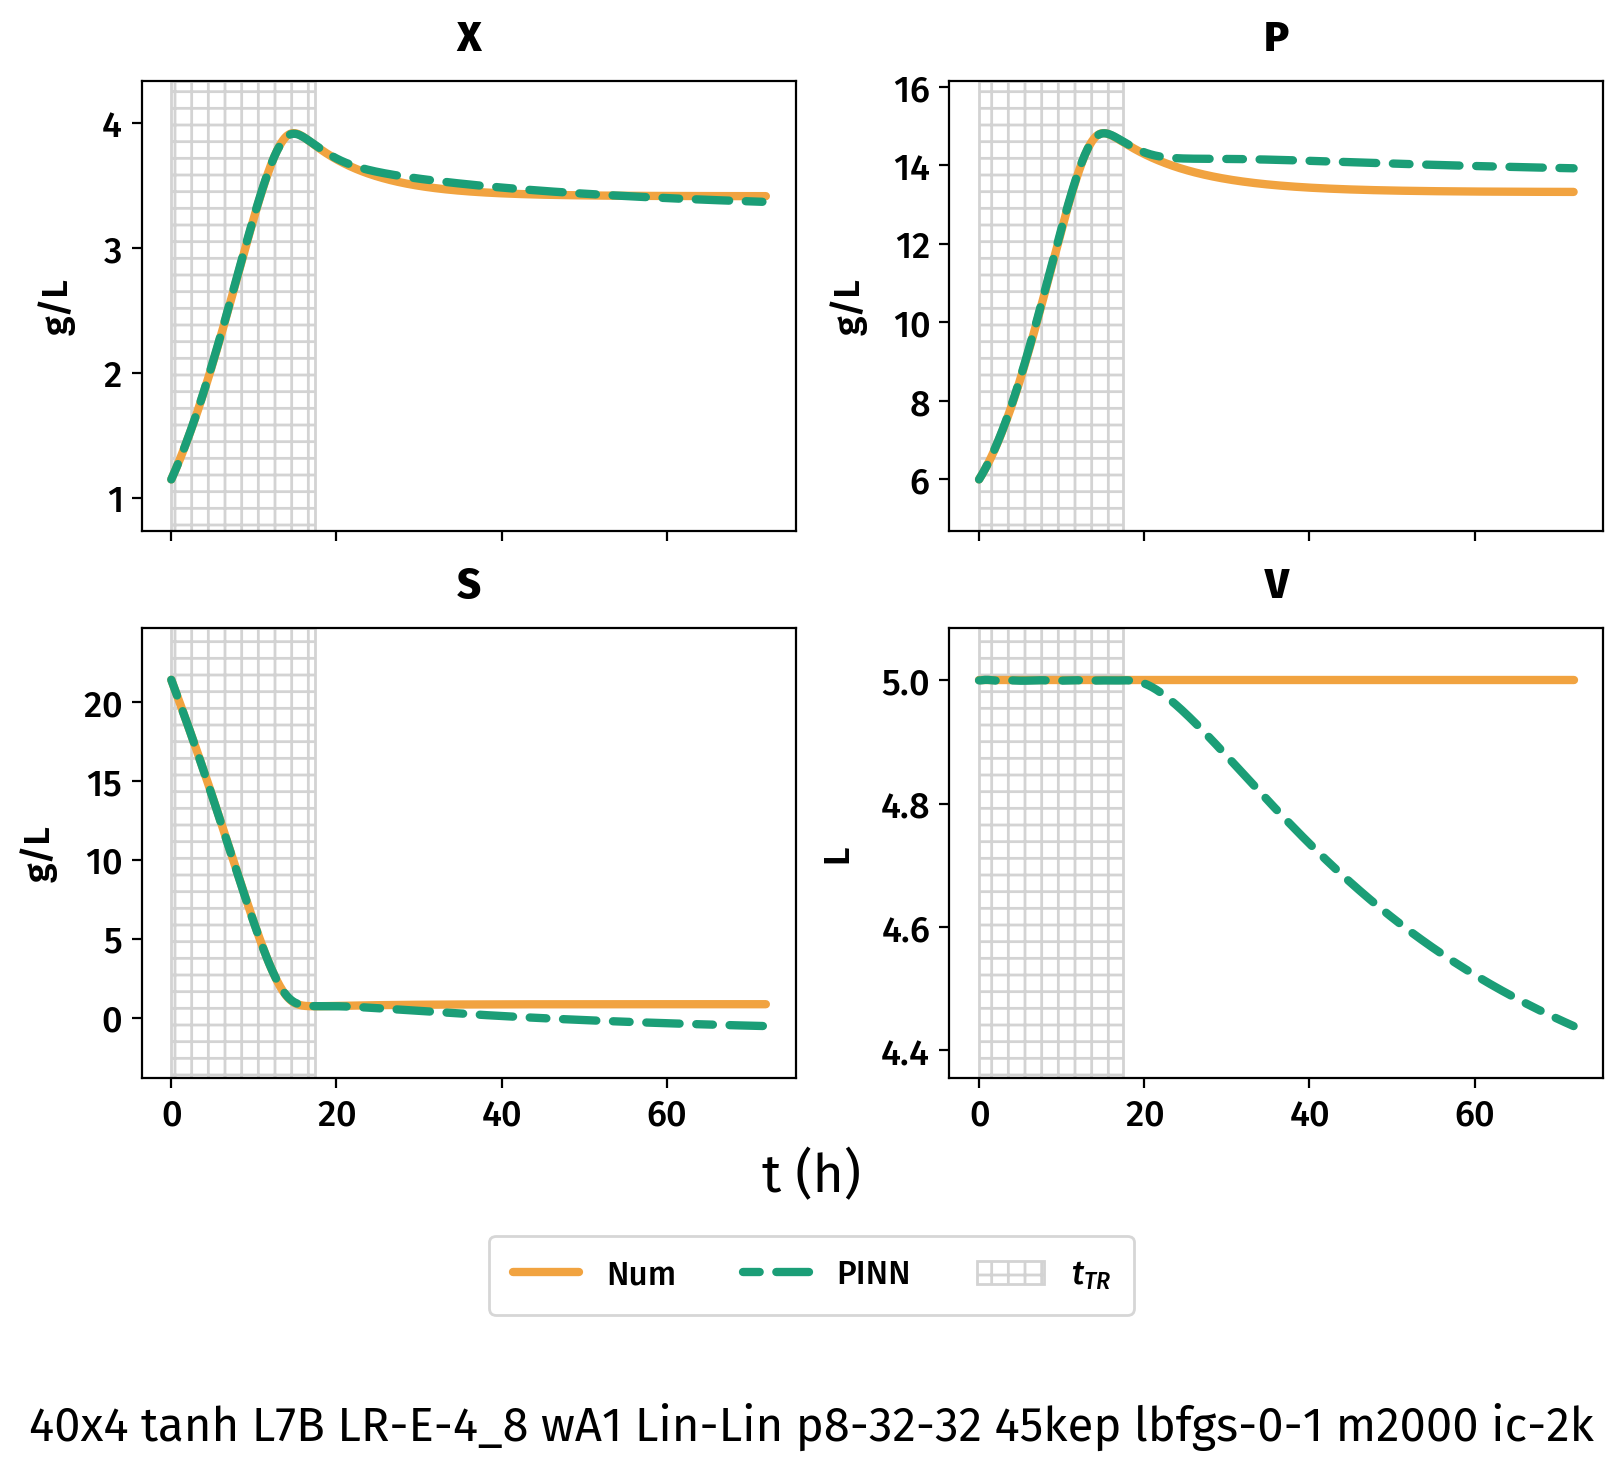 X
4
3
2
1
g/L
P
16
14
12
10
8
6
g/L
S
20
15
10
5
0
g/L
0 20 40 60
V
5.0
4.8
4.6
4.4
L
0 20 40 60
t (h)
Num PINN t_TR
40x4 tanh L7B LR-E-4_8 wA1 Lin-Lin p8-32-32 45kep lbfgs-0-1 m2000 ic-2k